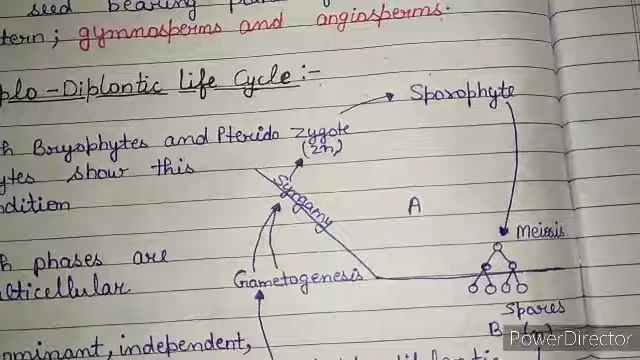 seed bearing
tern; gymnosperms and angiosperms.
plo-Diplontic Life Cycle:-
Sporophyte
h Bryophytes and Pterido
Zygote
(2n)
ytes show this
ndition
Syngamy
A
Meiosis
h phases are
lticellular
Gametogenesis
Spores
B
ominant, independent,
PowerDirector